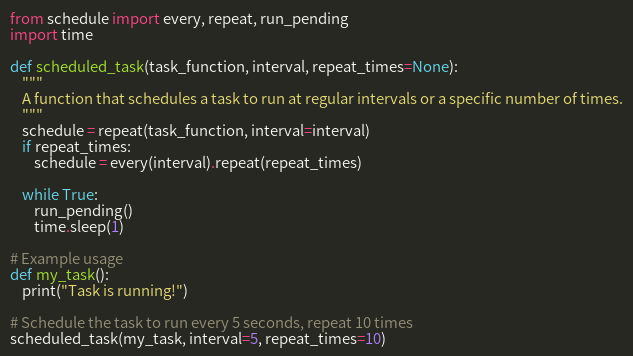 from schedule import every, repeat, run_pending
import time

def scheduled_task(task_function, interval, repeat_times=None):
    """
    A function that schedules a task to run at regular intervals or a specific number of times.
    """
    schedule = repeat(task_function, interval=interval)
    if repeat_times:
        schedule = every(interval).repeat(repeat_times)

    while True:
        run_pending()
        time.sleep(1)

# Example usage
def my_task():
    print("Task is running!")

# Schedule the task to run every 5 seconds, repeat 10 times
scheduled_task(my_task, interval=5, repeat_times=10)